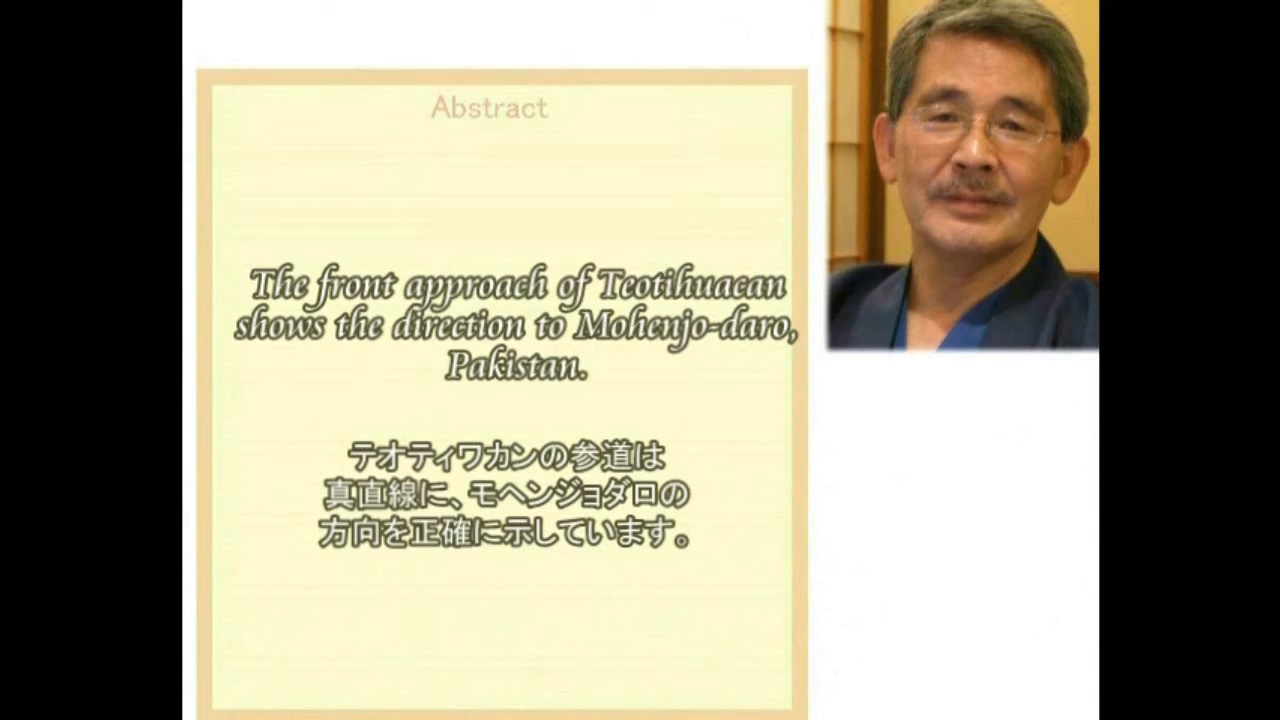 Abstract
The front approach of Teotihuacan
shows the direction to Mohenjo-daro,
Pakistan.
テオティワカンの参道は
真直線に、モヘンジョダロの
方向を正確に示しています。